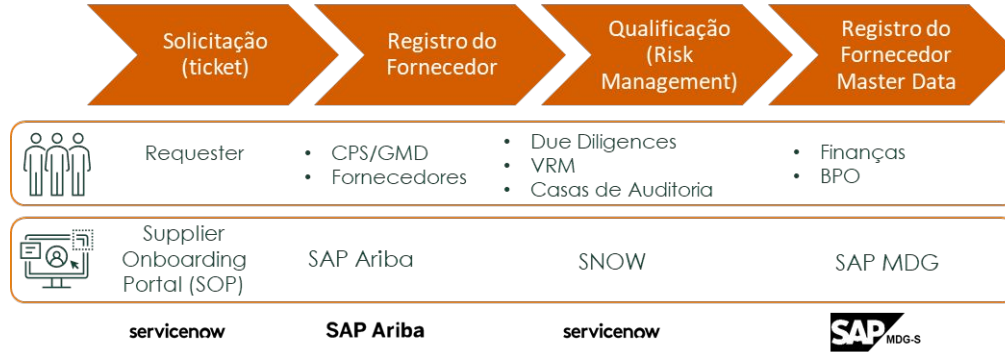 Solicitação
(ticket)
Registro do
Fornecedor
Qualificação
(Risk
Management)
Registro do
Fornecedor
Master Data
Requester
• CPS/GMD
• Fornecedores
• Due Diligences
• VRM
• Casas de Auditoria
• Finanças
• BPO
Supplier
Onboarding
Portal (SOP)
SAP Ariba
SNOW
SAP MDG
servicenow
SAP Ariba
servicenow
SAP MDG-S